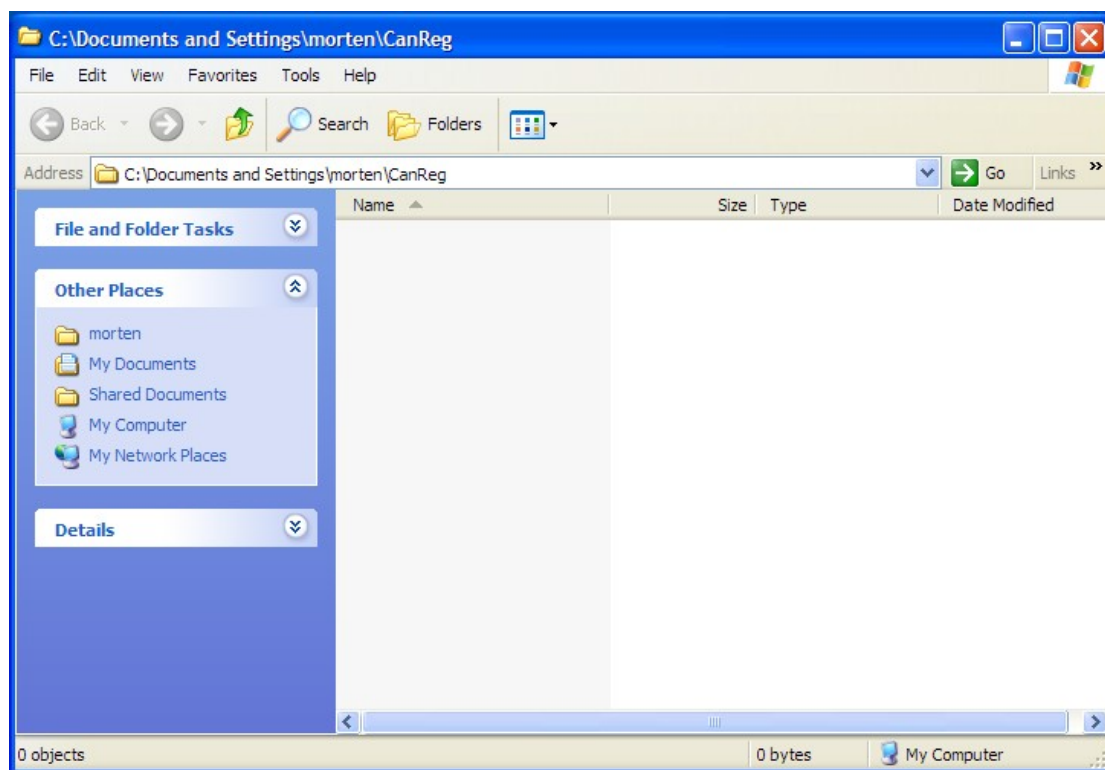 C:\Documents and Settings\morten\CanReg
File Edit View Favorites Tools Help
Back Search Folders
Address C:\Documents and Settings\morten\CanReg Go Links »
Name Size Type Date Modified
File and Folder Tasks
Other Places
morten
My Documents
Shared Documents
My Computer
My Network Places
Details
0 objects 0 bytes My Computer